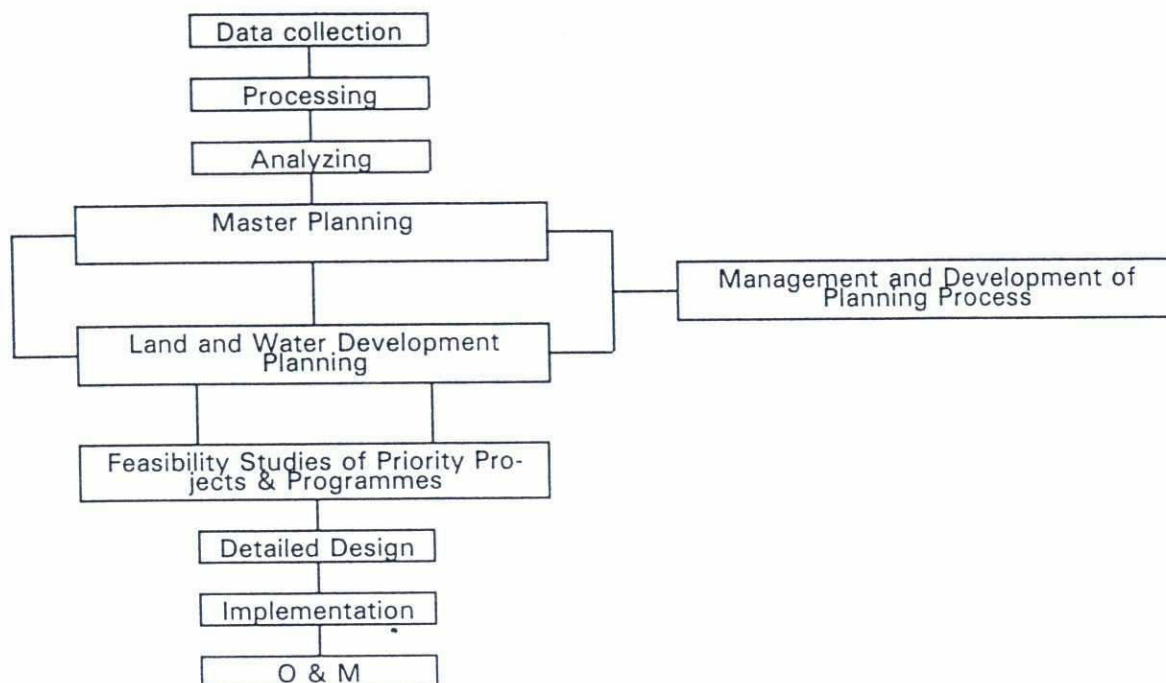 Data collection
Processing
Analyzing
Master Planning
Management and Development of
Planning Process
Land and Water Development
Planning
Feasibility Studies of Priority Pro-
jects & Programmes
Detailed Design
Implementation
O & M